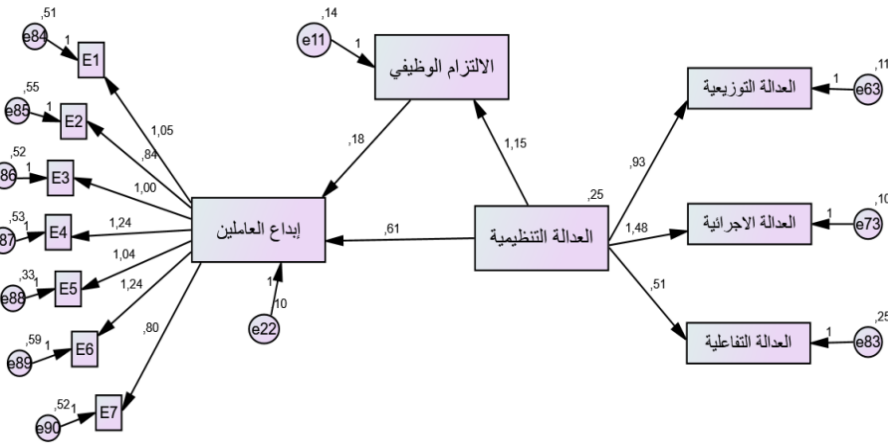 ,51
e84
1
E1
,55
e85
1
E2
,52
86
1
E3
,53
87
1
E4
,33
e88
1
E5
,59
e89
1
E6
,52
e90
1
E7
1,05
,84
1,00
1,24
1,04
1,24
,80
إبداع العاملين
1
10
e22
,14
e11
1
الالتزام الوظيفي
,18
1,15
,61
,25
العدالة التنظيمية
,93
1,48
,51
العدالة التوزيعية
1
,11
e63
العدالة الاجرائية
1
,10
e73
العدالة التفاعلية
1
,25
e83